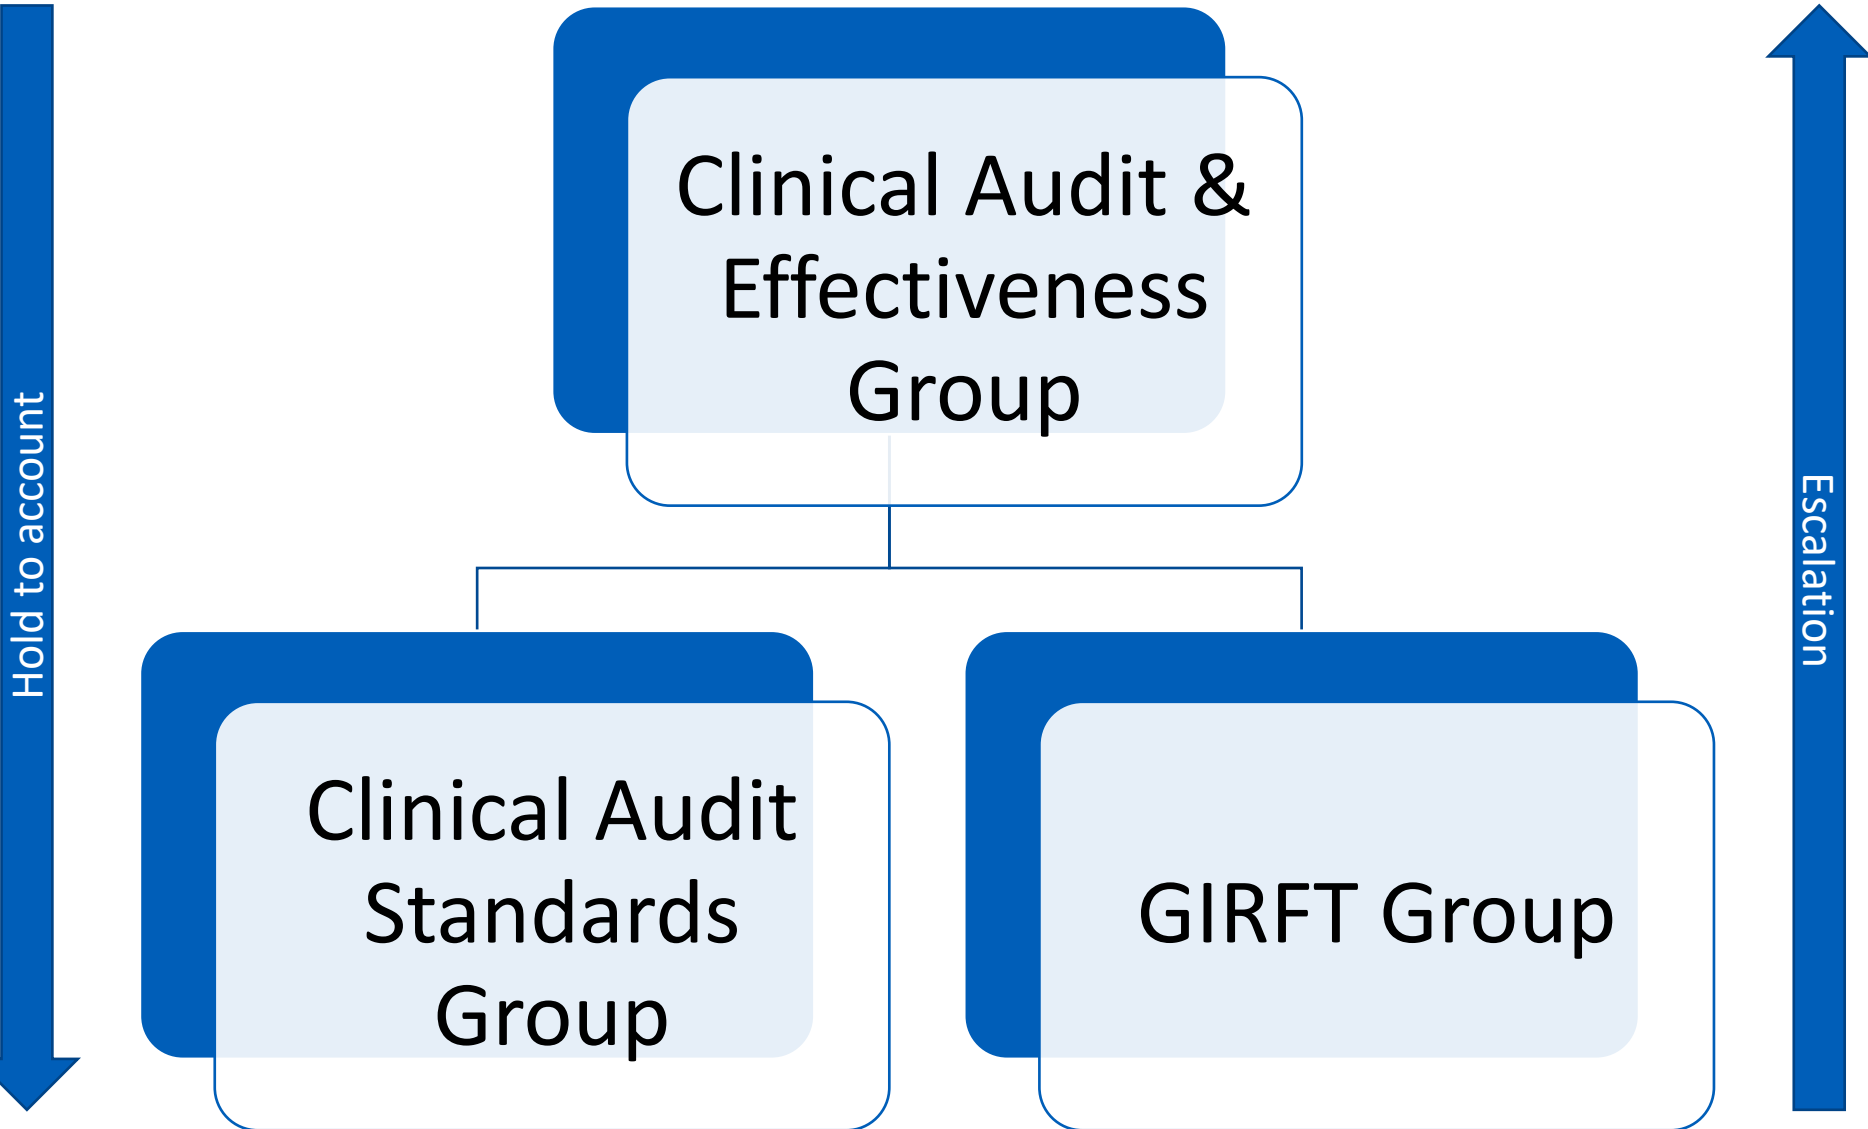 Clinical Audit &
Effectiveness
Group
Hold to account
Escalation
Clinical Audit
Standards
Group
GIRFT Group